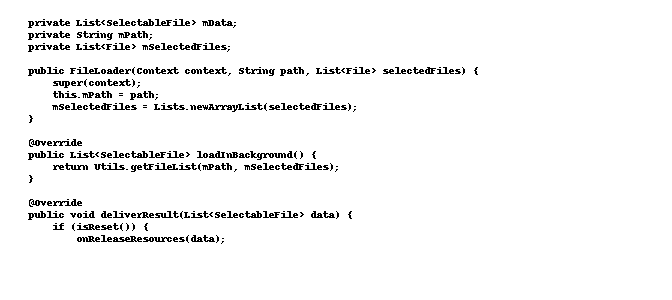 private List<SelectableFile> mData;
private String mPath;
private List<File> mSelectedFiles;
public FileLoader(Context context, String path, List<File> selectedFiles) {
super(context);
this.mPath = path;
mSelectedFiles = Lists.newArrayList(selectedFiles);
}
@Override
public List<SelectableFile> loadInBackground() {
return Utils.getFileList(mPath, mSelectedFiles);
}
@Override
public void deliverResult(List<SelectableFile> data) {
if (isReset()) {
onReleaseResources(data);